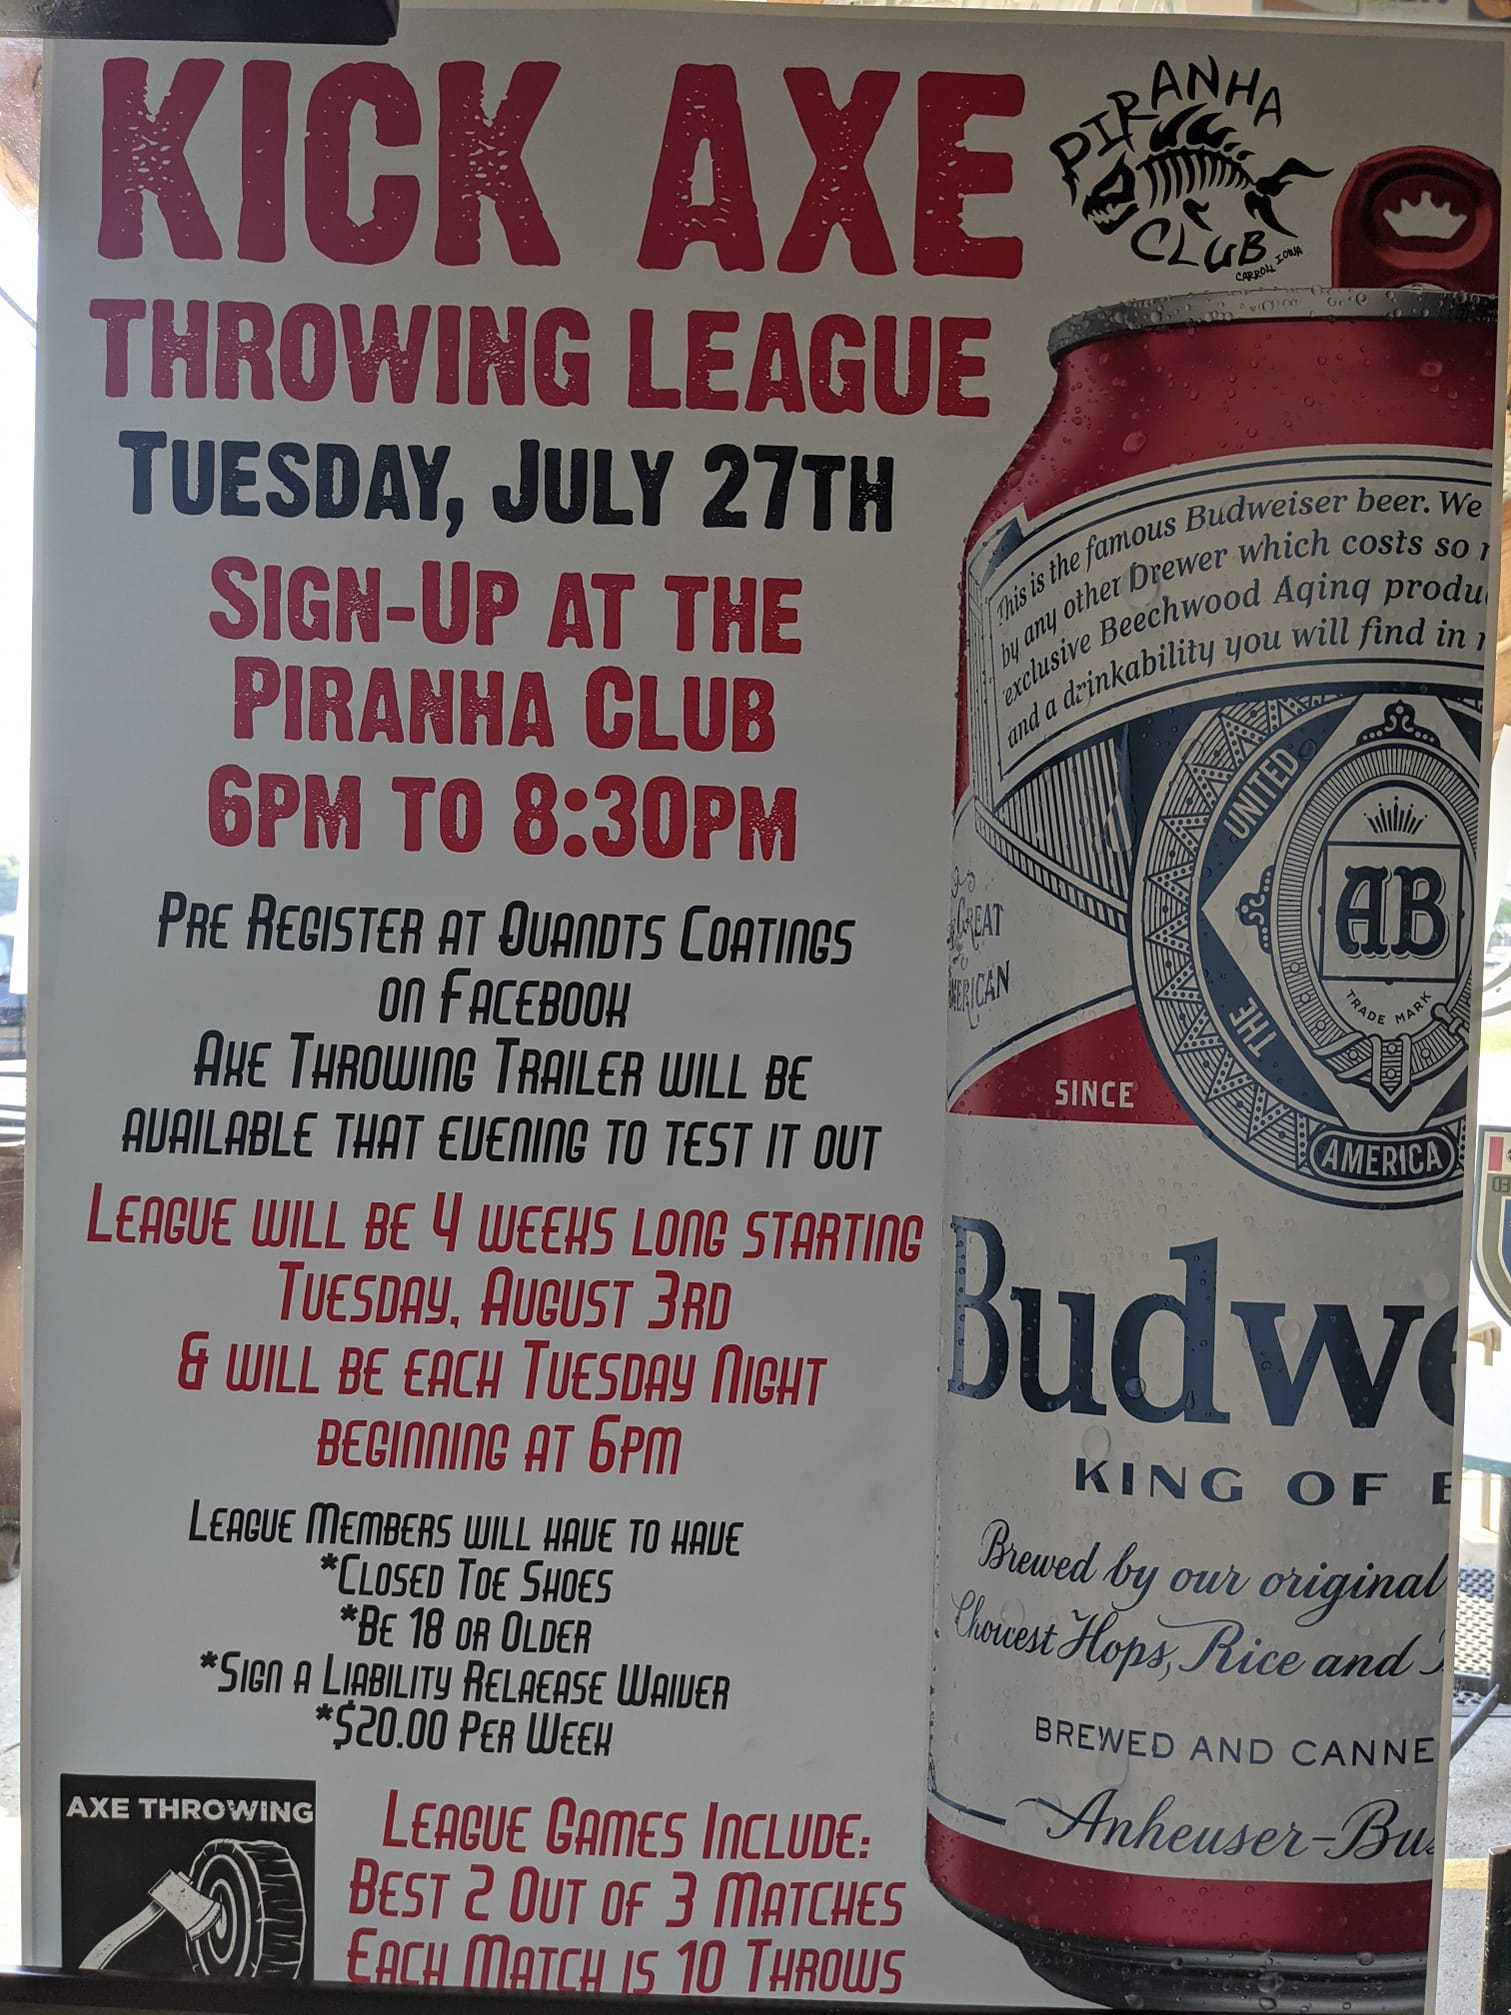 KICK AXE
THROWING LEAGUE
TUESDAY, JULY 27TH
SIGN-UP AT THE
PIRANHA CLUB
6PM TO 8:30PM
PRE REGISTER AT QUANDTS COATINGS
ON FACEBOOK
AXE THROWING TRAILER WILL BE
AVAILABLE THAT EVENING TO TEST IT OUT
LEAGUE WILL BE 4 WEEKS LONG STARTING
TUESDAY, AUGUST 3RD
& WILL BE EACH TUESDAY NIGHT
BEGINNING AT 6PM
LEAGUE MEMBERS WILL HAVE TO HAVE
*CLOSED TOE SHOES
*BE 18 OR OLDER
*SIGN A LIABILITY RELAEASE WAIVER
*$20.00 PER WEEK
AXE THROWING
LEAGUE GAMES INCLUDE:
BEST 2 OUT OF 3 MATCHES
EACH MATCH IS 10 THROWS
PIRANHA
CLUB
CARROLL IOWA
This is the famous Budweiser beer. We
by any other brewer which costs so
exclusive Beechwood Aging produ
and a drinkability you will find in
GREAT
AMERICAN
UNITED
THE
AB
TRADE MARK
AMERICA
SINCE
Budwe
KING OF
Brewed by our original
Choicest Hops, Rice and
BREWED AND CANNE
Anheuser-Bus